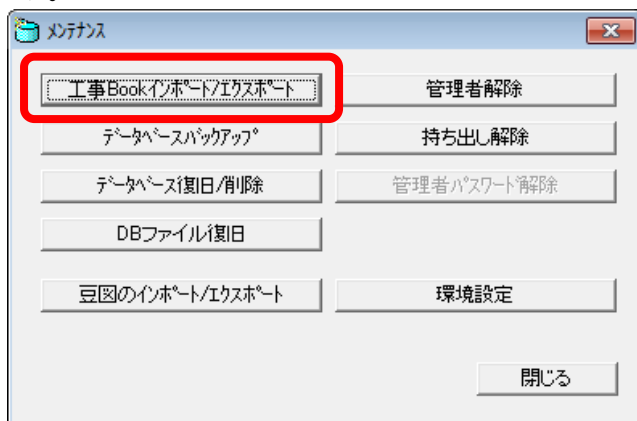 ﾒﾝﾃﾅﾝｽ
工事Bookｲﾝﾎﾟｰﾄ/ｴｸｽﾎﾟｰﾄ
管理者解除
ﾃﾞｰﾀﾍﾞｰｽﾊﾞｯｸｱｯﾌﾟ
持ち出し解除
ﾃﾞｰﾀﾍﾞｰｽ復旧/削除
管理者ﾊﾟｽﾜｰﾄﾞ解除
DBファイル復旧
豆図のｲﾝﾎﾟｰﾄ/ｴｸｽﾎﾟｰﾄ
環境設定
閉じる